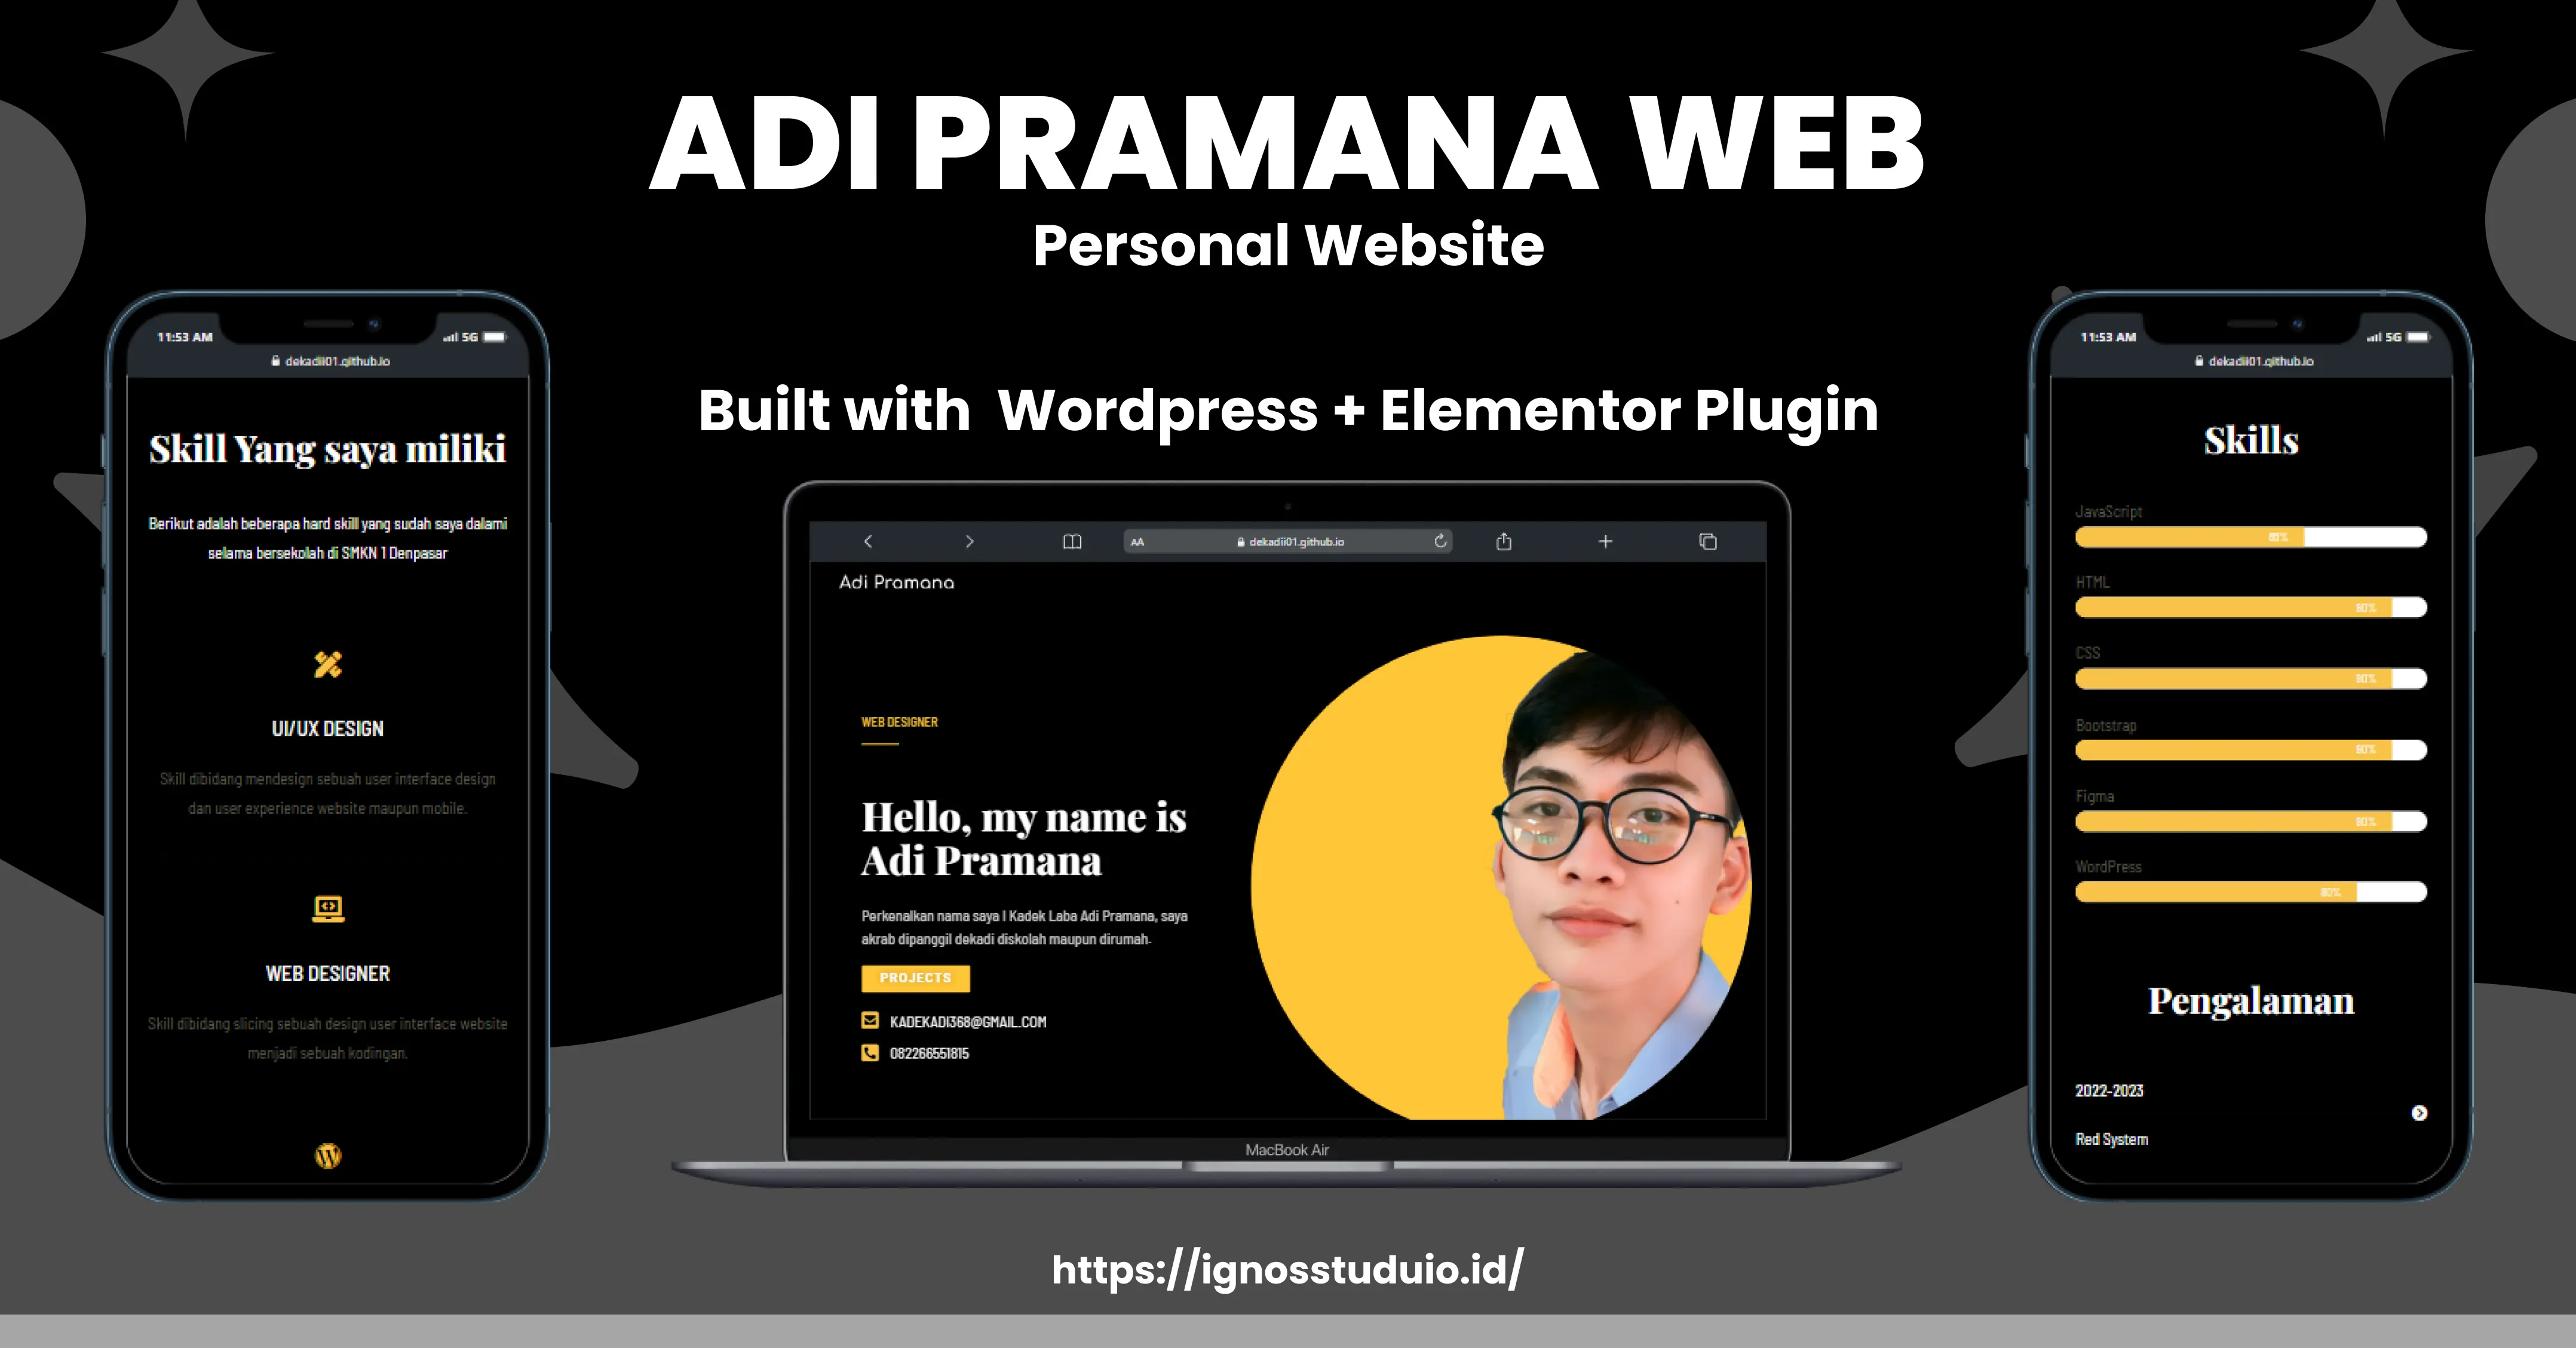 ADI PRAMANA WEB
Personal Website
Built with Wordpress + Elementor Plugin
11:53 AM
5G
dekadii01.github.io
Skill Yang saya miliki
Berikut adalah beberapa hard skill yang sudah saya dalami
selama bersekolah di SMKN 1 Denpasar
UI/UX DESIGN
Skill dibidang mendesign sebuah user interface design
dan user experience website maupun mobile.
WEB DESIGNER
Skill dibidang slicing sebuah design user interface website
menjadi sebuah kodingan.
AA
dekadii01.github.io
Adi Pramana
WEB DESIGNER
Hello, my name is
Adi Pramana
Perkenalkan nama saya I Kadek Laba Adi Pramana, saya
akrab dipanggil dekadi diskolah maupun dirumah.
PROJECTS
KADEKADI368@GMAIL.COM
082266551815
MacBook Air
11:53 AM
5G
dekadii01.github.io
Skills
JavaScript
HTML
90%
CSS
90%
Bootstrap
90%
Figma
90%
WordPress
80%
Pengalaman
2022-2023
Red System
https://ignosstuduio.id/